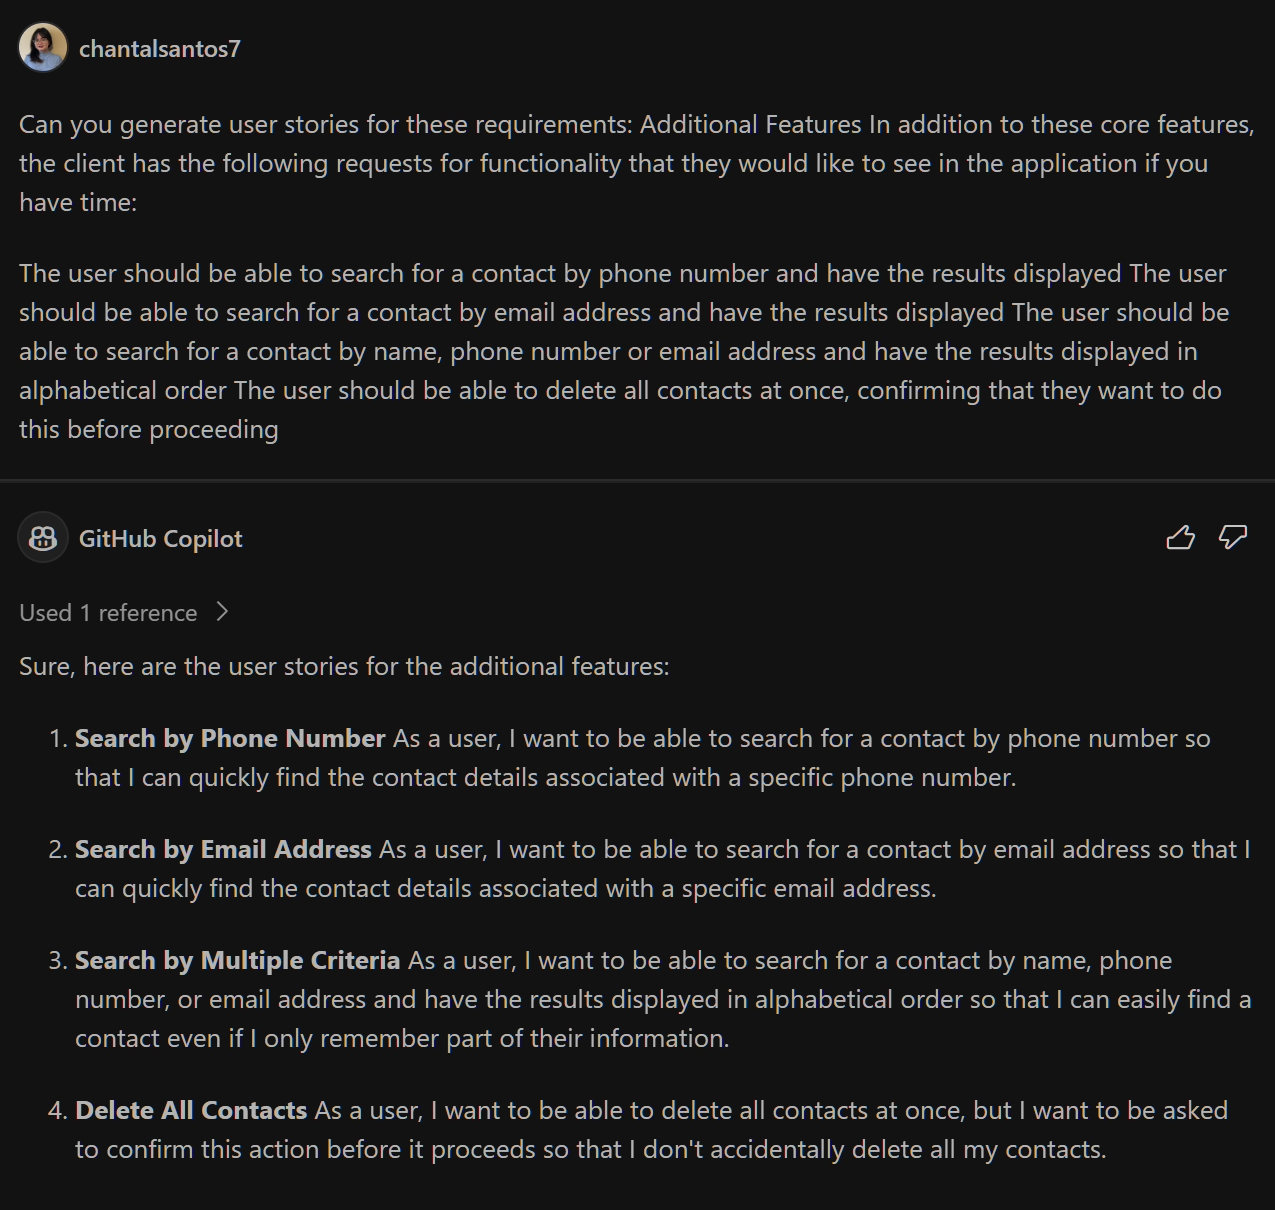 chantalsantos7
Can you generate user stories for these requirements: Additional Features In addition to these core features,
the client has the following requests for functionality that they would like to see in the application if you
have time:
The user should be able to search for a contact by phone number and have the results displayed The user
should be able to search for a contact by email address and have the results displayed The user should be
able to search for a contact by name, phone number or email address and have the results displayed in
alphabetical order The user should be able to delete all contacts at once, confirming that they want to do
this before proceeding
GitHub Copilot
Used 1 reference
Sure, here are the user stories for the additional features:
1. Search by Phone Number As a user, I want to be able to search for a contact by phone number so
that I can quickly find the contact details associated with a specific phone number.
2. Search by Email Address As a user, I want to be able to search for a contact by email address so that I
can quickly find the contact details associated with a specific email address.
3. Search by Multiple Criteria As a user, I want to be able to search for a contact by name, phone
number, or email address and have the results displayed in alphabetical order so that I can easily find a
contact even if I only remember part of their information.
4. Delete All Contacts As a user, I want to be able to delete all contacts at once, but I want to be asked
to confirm this action before it proceeds so that I don't accidentally delete all my contacts.